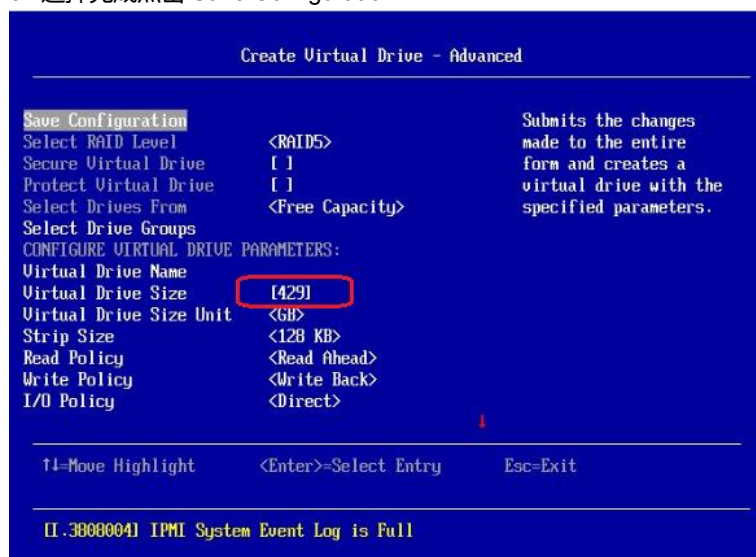 Create Virtual Drive - Advanced
Save Configuration
Select RAID Level <RAID5>
Secure Virtual Drive [ ]
Protect Virtual Drive [ ]
Select Drives From <Free Capacity>
Select Drive Groups
CONFIGURE VIRTUAL DRIVE PARAMETERS:
Virtual Drive Name
Virtual Drive Size [429]
Virtual Drive Size Unit <GB>
Strip Size <128 KB>
Read Policy <Read Ahead>
Write Policy <Write Back>
I/O Policy <Direct>
Submits the changes
made to the entire
form and creates a
virtual drive with the
specified parameters.
↑↓=Move Highlight <Enter>=Select Entry Esc=Exit
[I.3808004] IPMI System Event Log is Full